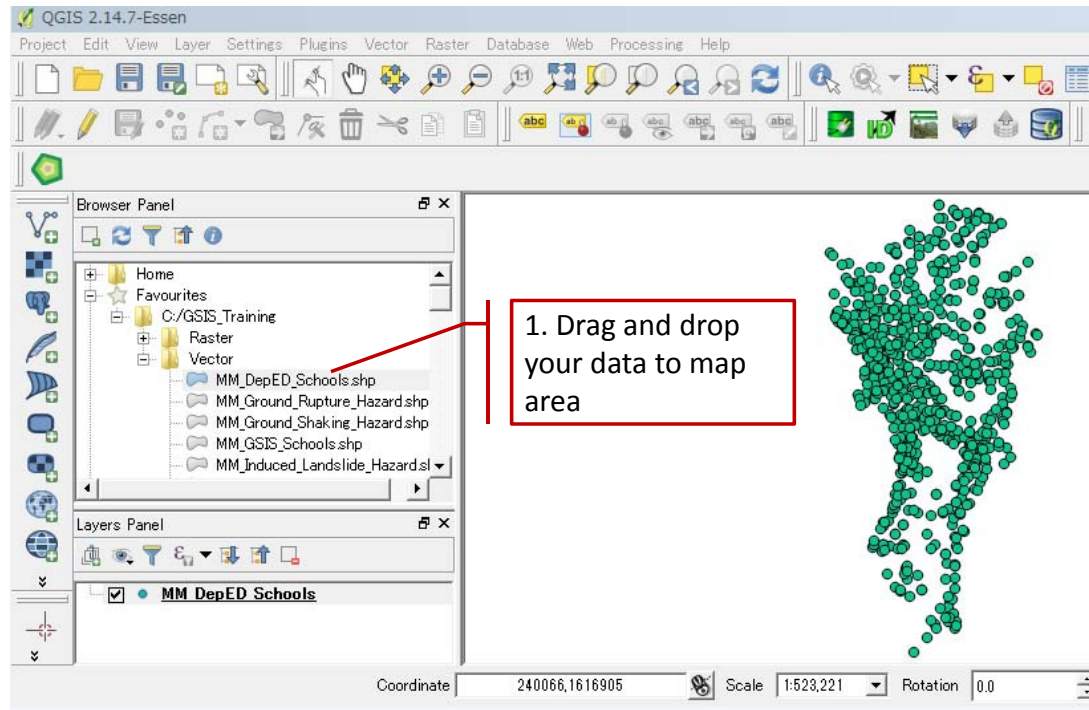 QGIS 2.14.7-Essen
Project Edit View Layer Settings Plugins Vector Raster Database Web Processing Help
Browser Panel
Home
Favourites
C:/GSIS_Training
Raster
Vector
MM_DepED_Schools.shp
MM_Ground_Rupture_Hazard.shp
MM_Ground_Shaking_Hazard.shp
MM_GSIS_Schools.shp
MM_Induced_Landslide_Hazard.sl
1. Drag and drop
your data to map
area
Layers Panel
MM DepED Schools
Coordinate 240066,1616905 Scale 1:523,221 Rotation 0.0